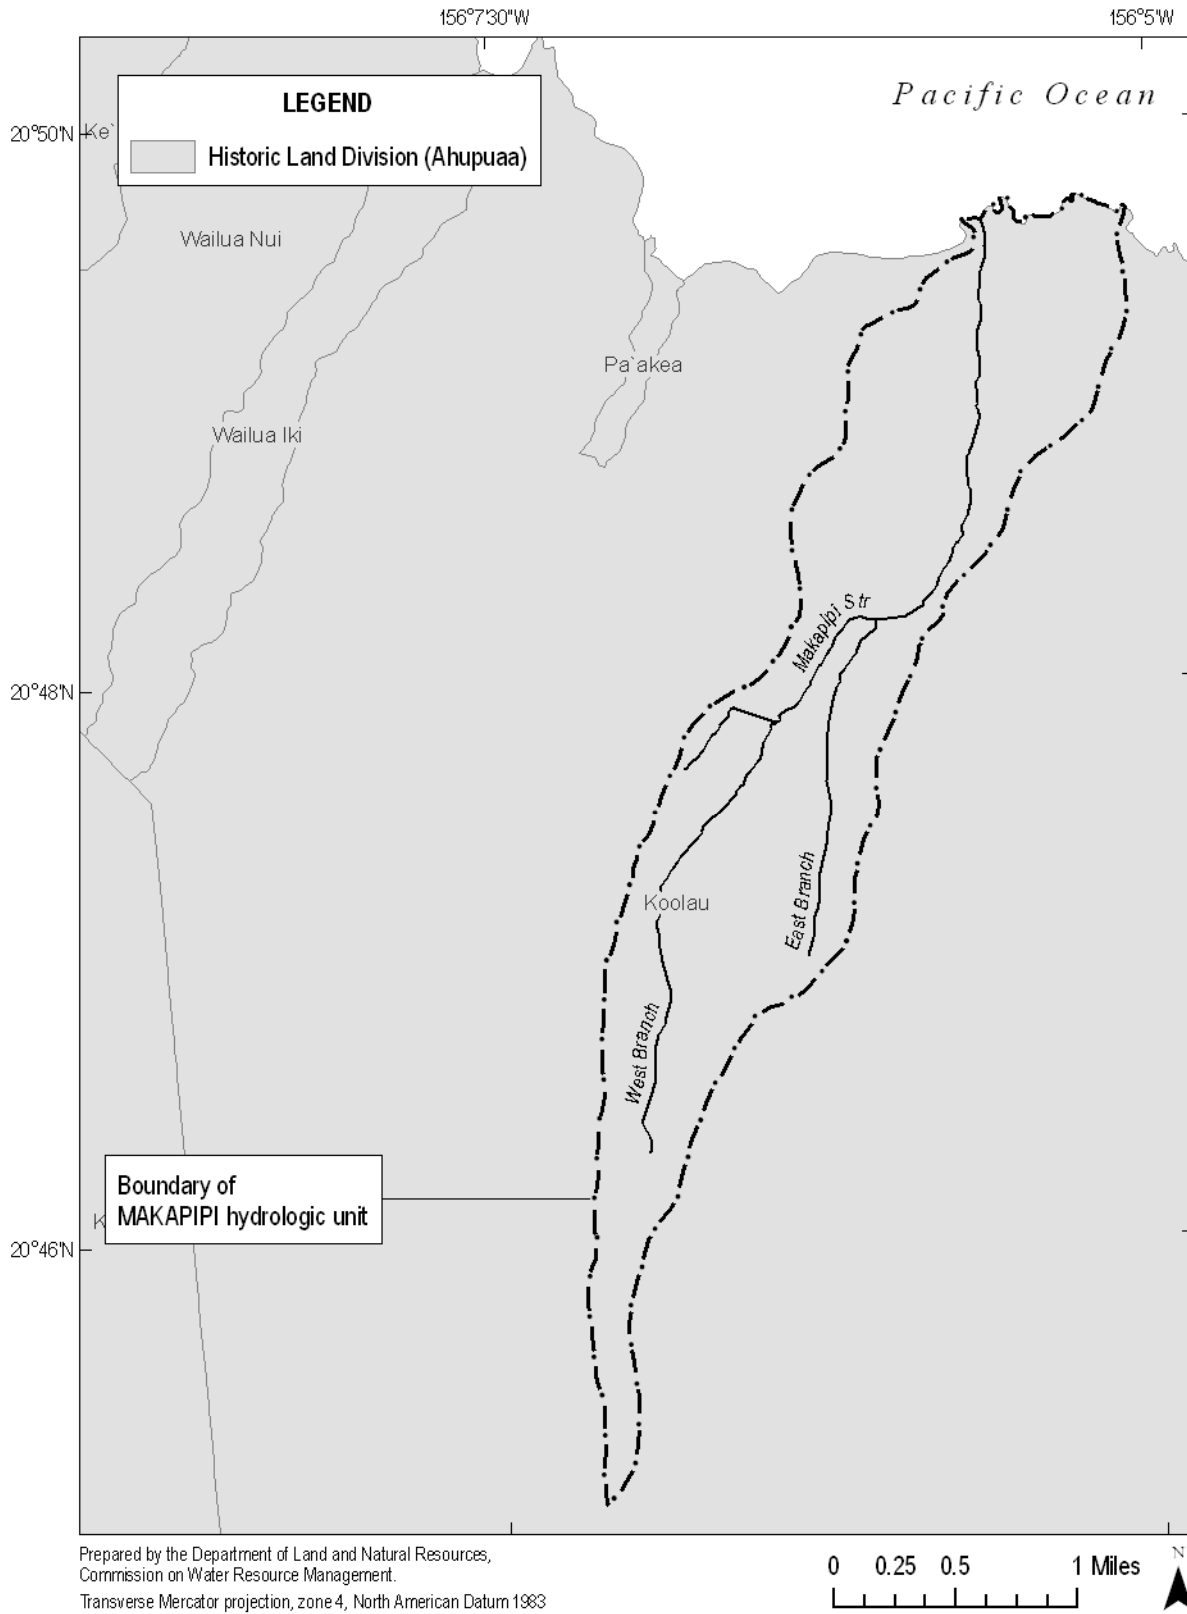 156°7'30"W
156°5'W
Pacific Ocean
LEGEND
20°50'N
Ke`
Historic Land Division (Ahupuaa)
Wailua Nui
Pa`akea
Wailua Iki
Makapipi Str
20°48'N
East Branch
Koolau
West Branch
Boundary of
MAKAPIPI hydrologic unit
K
20°46'N
Prepared by the Department of Land and Natural Resources,
Commission on Water Resource Management.
Transverse Mercator projection, zone 4, North American Datum 1983
0 0.25 0.5 1 Miles
N